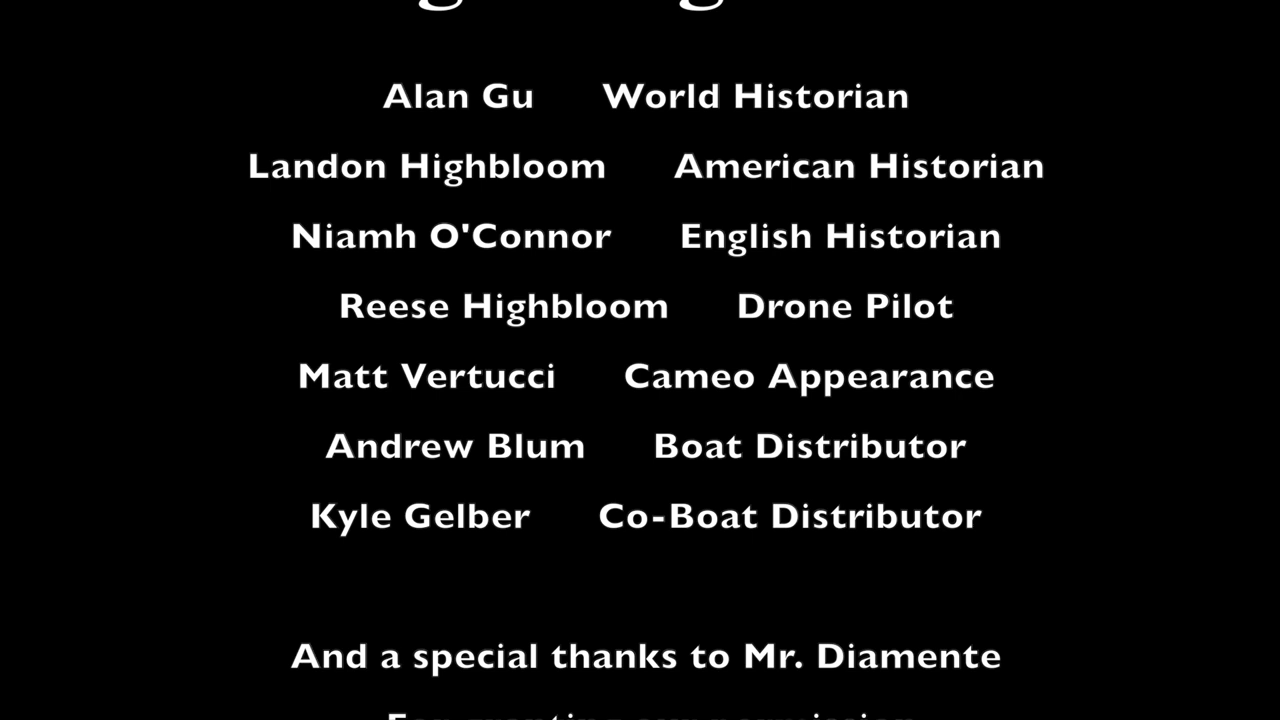 Alan Gu World Historian
Landon Highbloom American Historian
Niamh O'Connor English Historian
Reese Highbloom Drone Pilot
Matt Vertucci Cameo Appearance
Andrew Blum Boat Distributor
Kyle Gelber Co-Boat Distributor
And a special thanks to Mr. Diamente